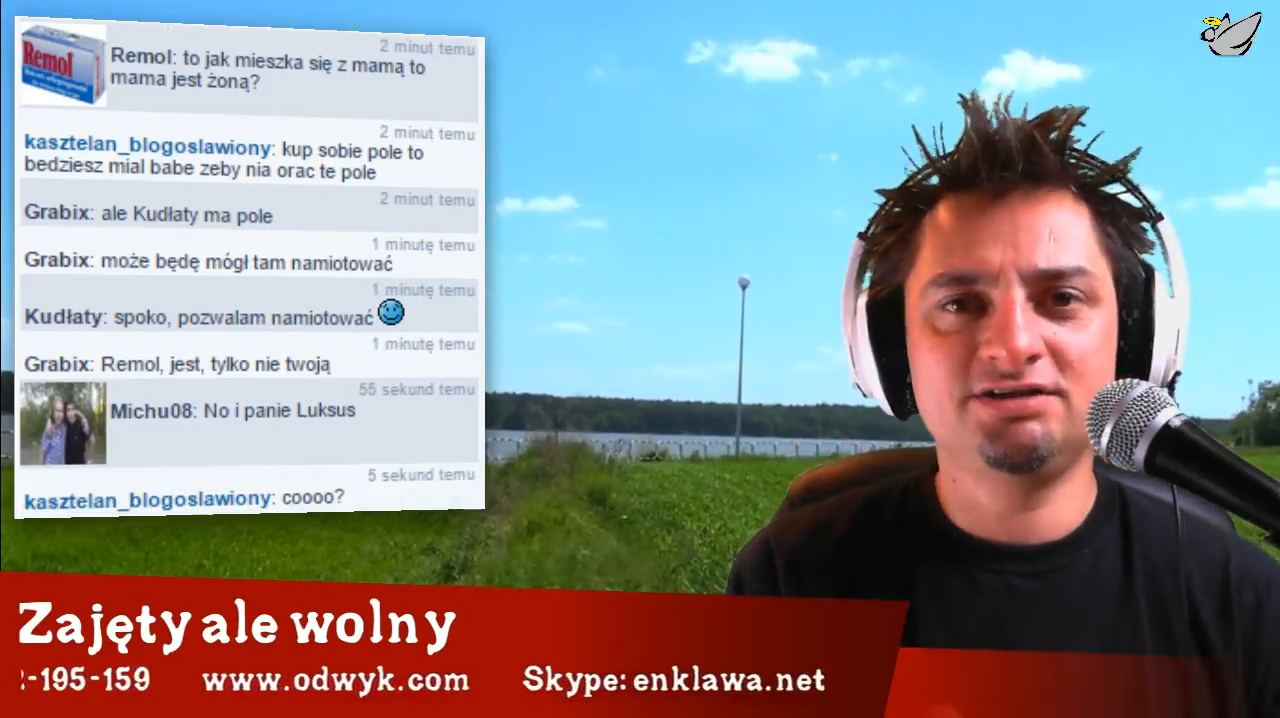 Remol
2 minut temu
Remol: to jak mieszka się z mamą to
mama jest żoną?
2 minut temu
kasztelan_blogoslawiony: kup sobie pole to
bedziesz mial babe zeby nia orac te pole
2 minut temu
Grabix: ale Kudłaty ma pole
1 minutę temu
Grabix: może będę mógł tam namiotować
1 minutę temu
Kudłaty: spoko, pozwalam namiotować
1 minutę temu
Grabix: Remol, jest, tylko nie twoją
55 sekund temu
Michu08: No i panie Luksus
5 sekund temu
kasztelan_blogoslawiony: coooo?
Zajęty ale wolny
-195-159 www.odwyk.com Skype: enklawa.net